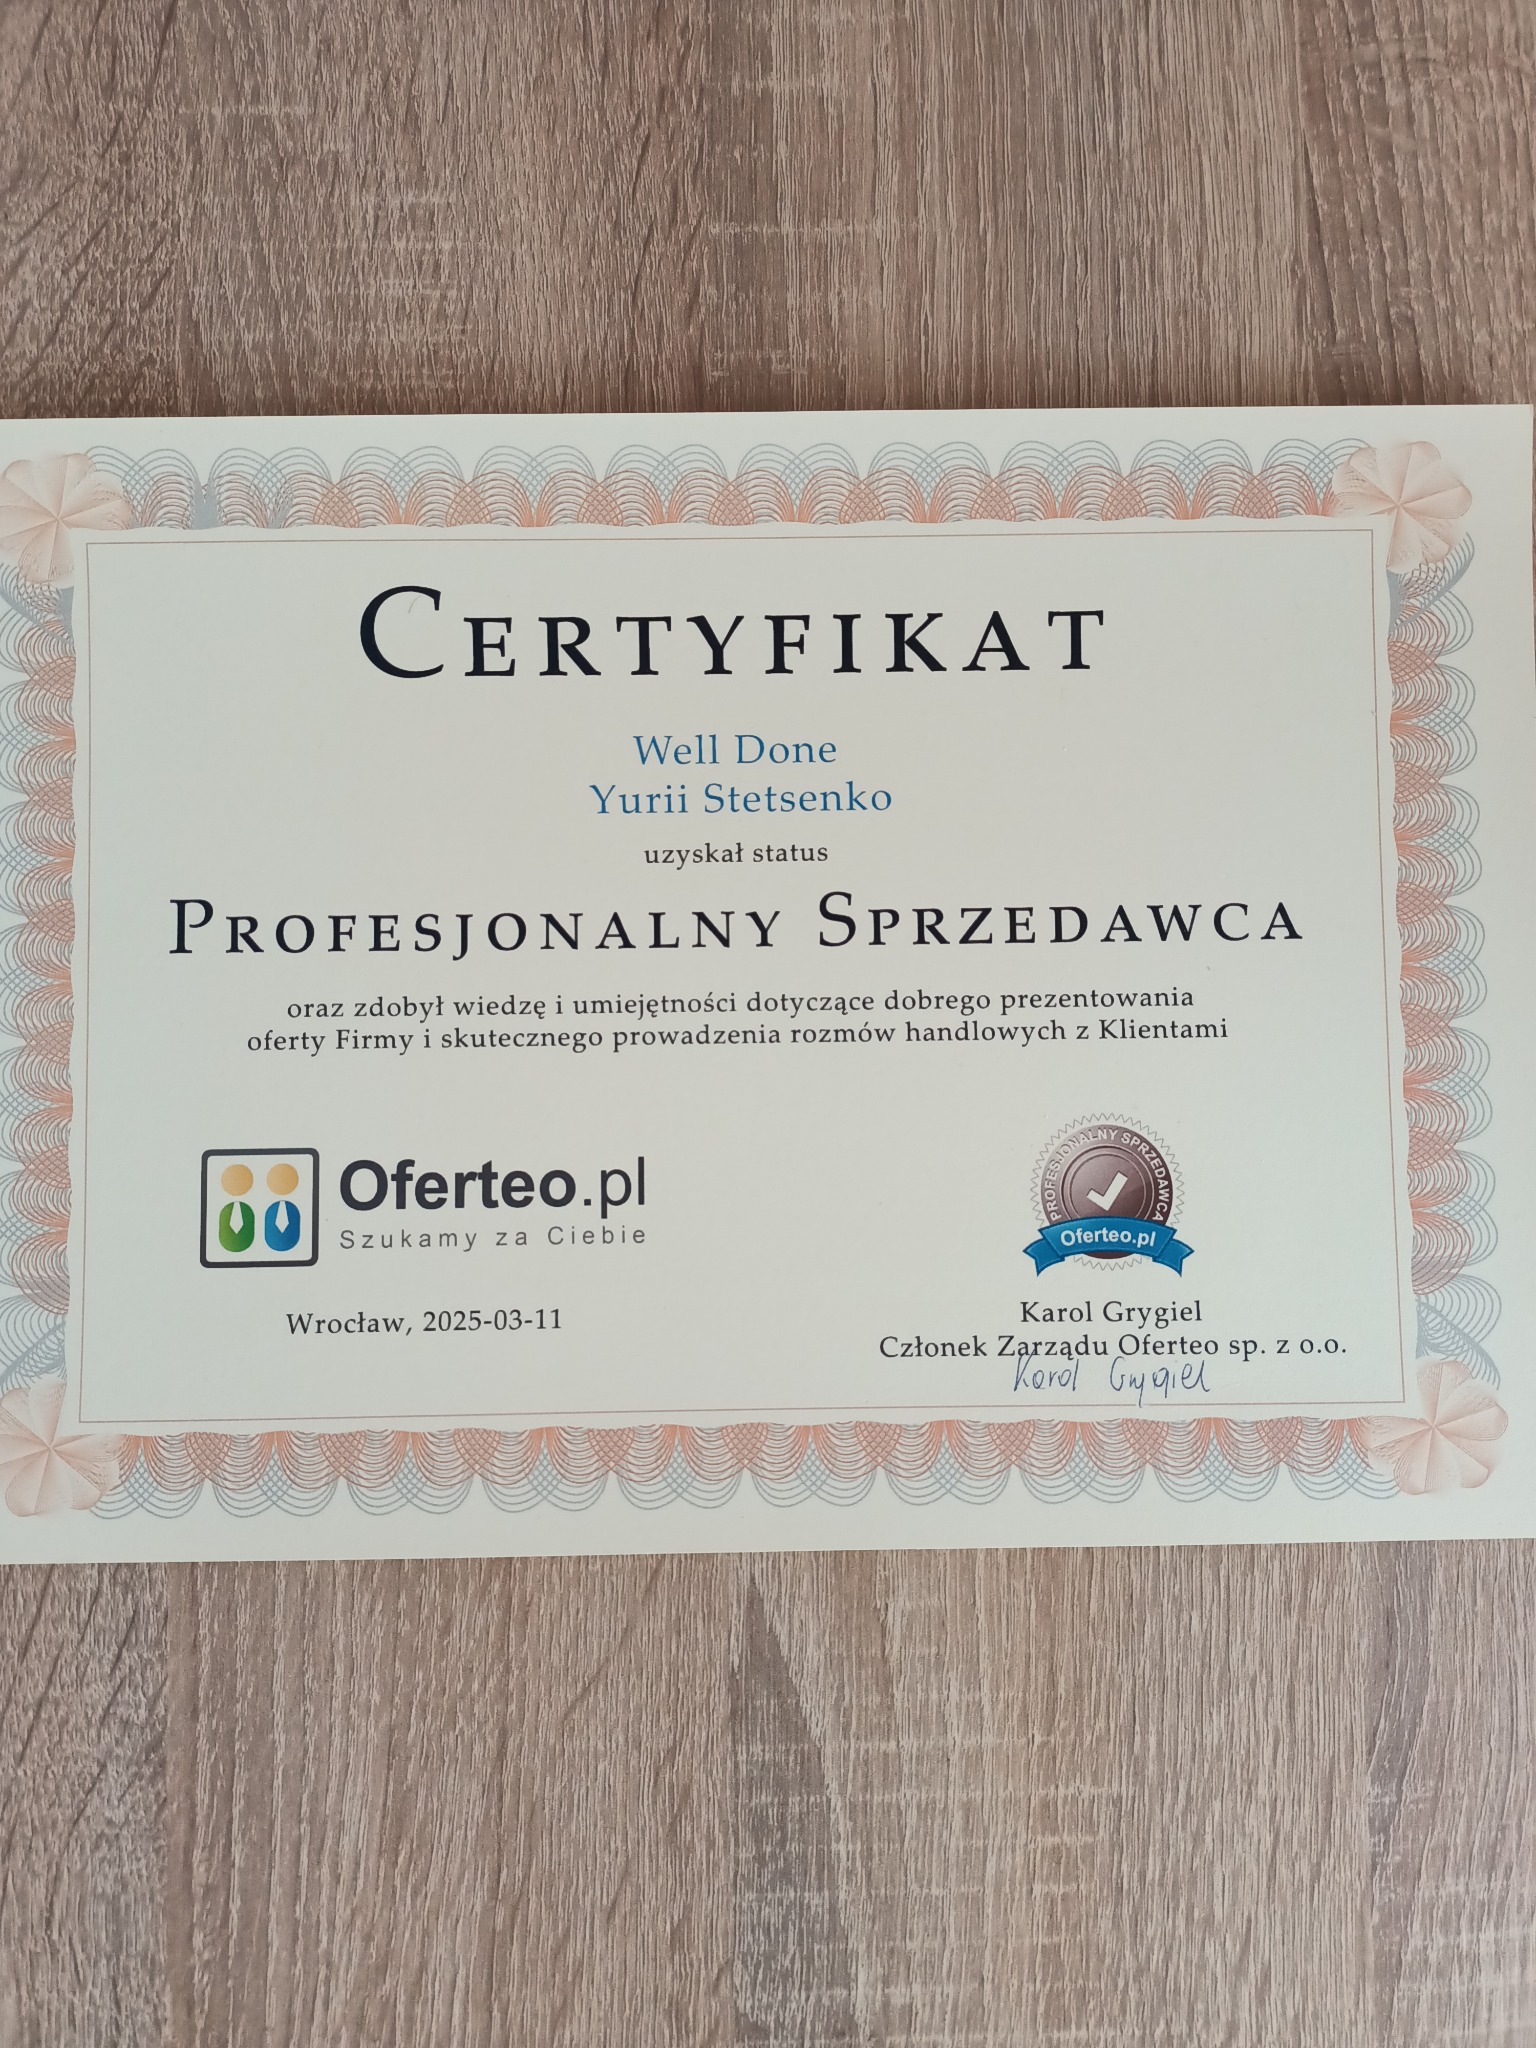 CERTYFIKAT
Well Done
Yurii Stetsenko
uzyskał status
PROFESJONALNY SPRZEDAWCA
oraz zdobył wiedzę i umiejętności dotyczące dobrego prezentowania
oferty Firmy i skutecznego prowadzenia rozmów handlowych z Klientami
Oferteo.pl
Szukamy za Ciebie
PROFESJONALNY SPRZEDAWCA
Oferteo.pl
Wrocław, 2025-03-11
Karol Grygiel
Członek Zarządu Oferteo sp. z o.o.
Karol Grygiel